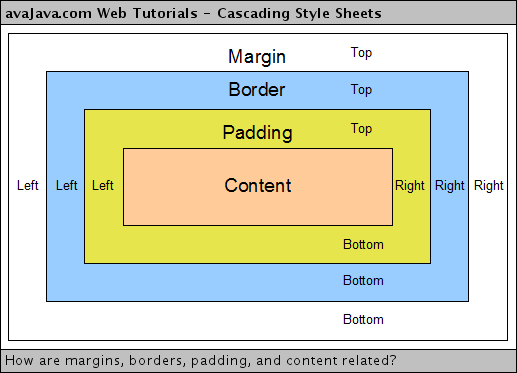 avaJava.com Web Tutorials - Cascading Style Sheets
Margin Top
Border Top
Padding Top
Left Left Left Content Right Right Right
Bottom
Bottom
Bottom
How are margins, borders, padding, and content related?